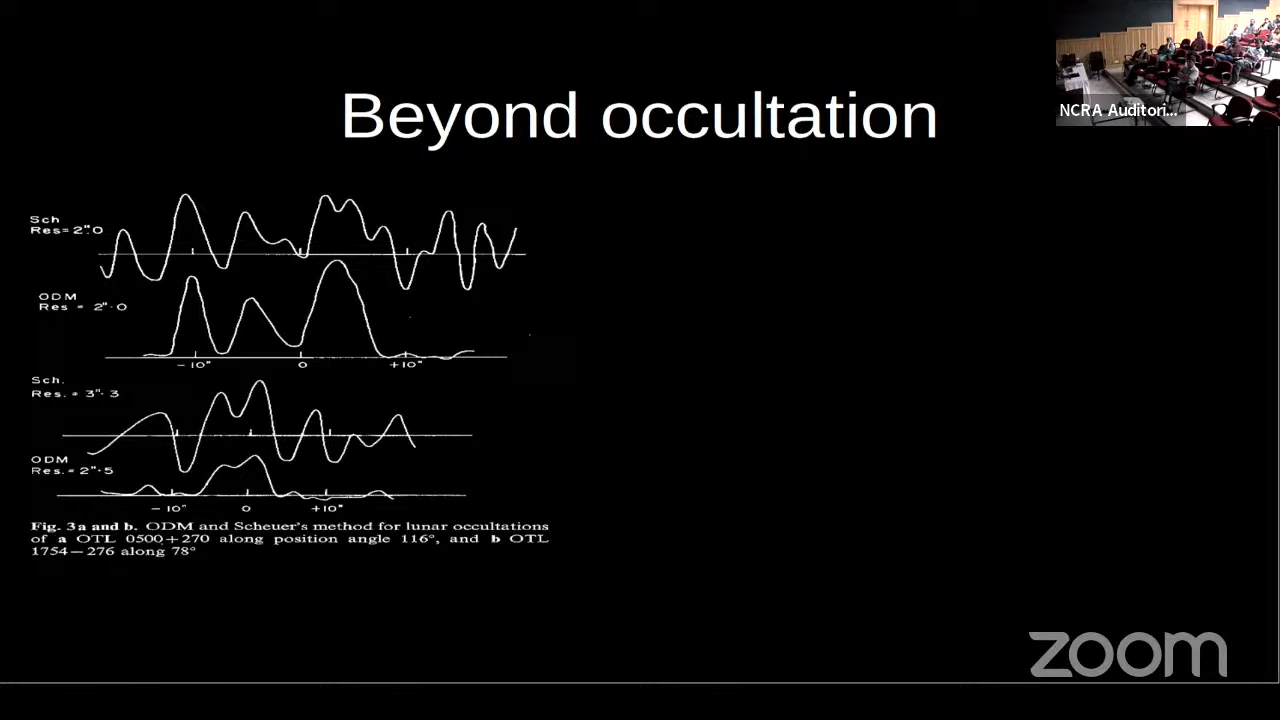 NCRA Auditori...
Beyond occultation
Sch
Res=2".0
ODM
Res = 2"·0
-10" 0 +10"
Sch.
Res. = 3"·3
ODM
Res. = 2"·5
-10" 0 +10"
Fig. 3a and b. ODM and Scheuer's method for lunar occultations
of a OTL 0500+270 along position angle 116°, and b OTL
1754−276 along 78°
zoom